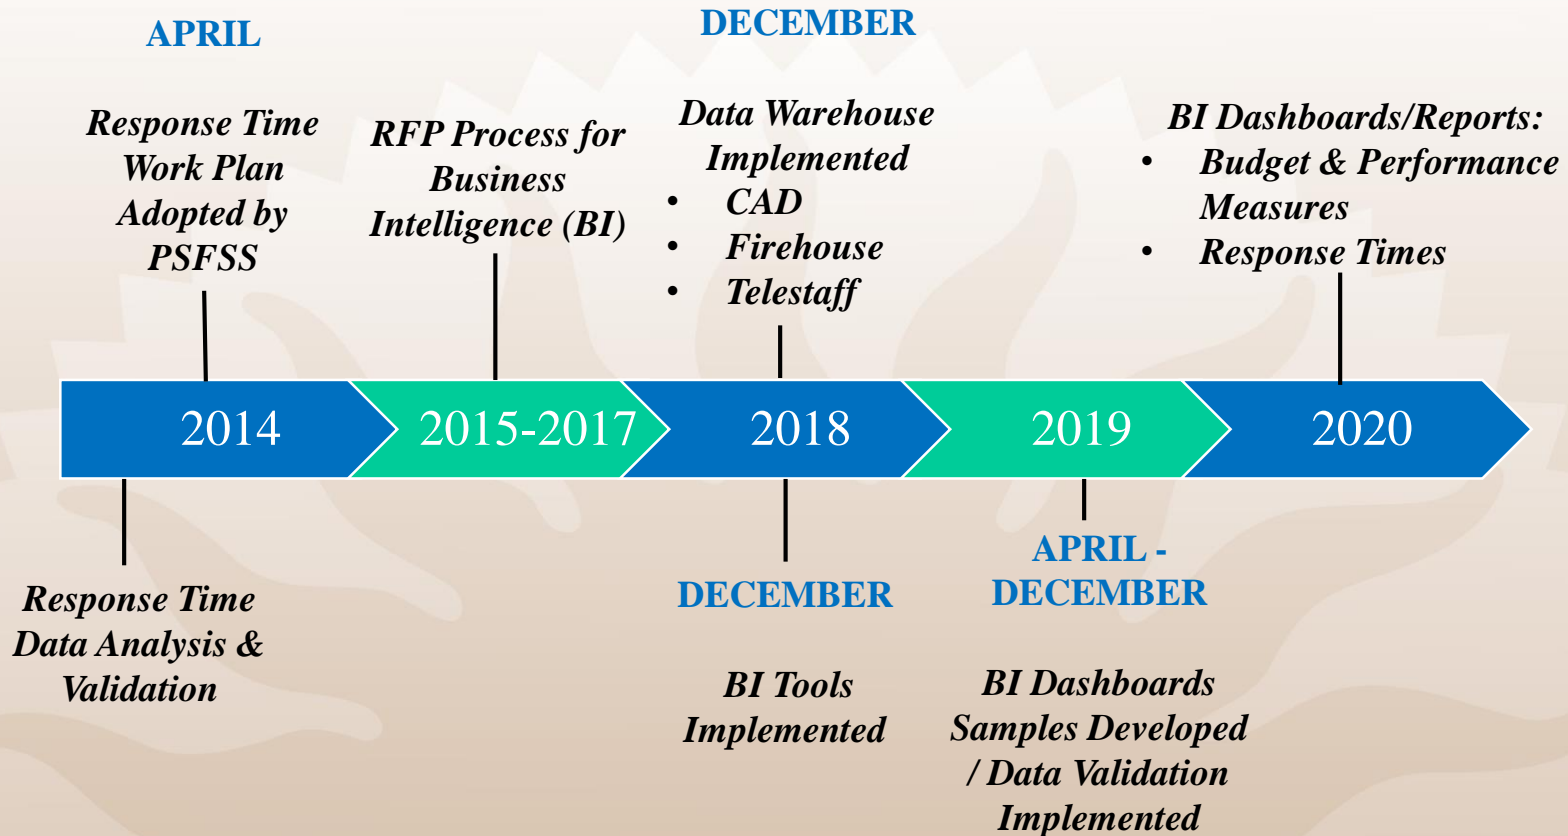 APRIL
Response Time
Work Plan
Adopted by
PSFSS
RFP Process for
Business
Intelligence (BI)
DECEMBER
Data Warehouse
Implemented
• CAD
• Firehouse
• Telestaff
BI Dashboards/Reports:
• Budget & Performance
Measures
• Response Times
2014
2015-2017
2018
2019
2020
Response Time
Data Analysis &
Validation
DECEMBER
BI Tools
Implemented
APRIL -
DECEMBER
BI Dashboards
Samples Developed
/ Data Validation
Implemented